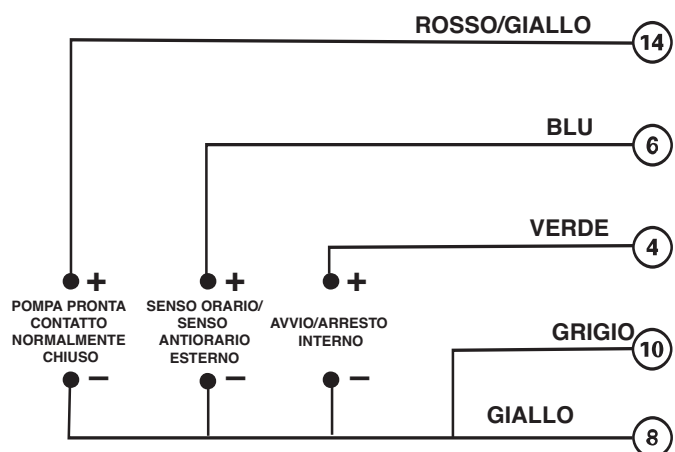 ROSSO/GIALLO
14
BLU
6
VERDE
4
+
+
+
POMPA PRONTA
CONTATTO
NORMALMENTE
CHIUSO
SENSO ORARIO/
SENSO
ANTIORARIO
ESTERNO
AVVIO/ARRESTO
INTERNO
GRIGIO
10
−
−
−
GIALLO
8